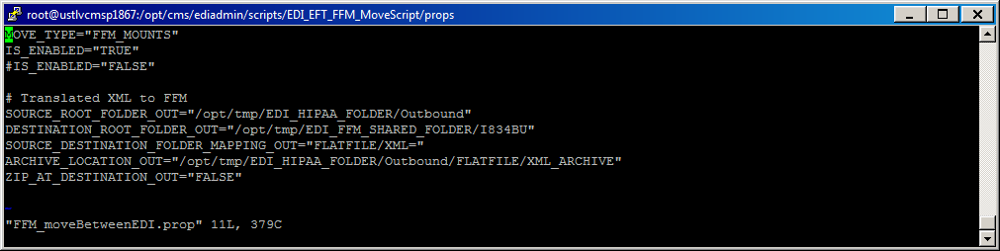 root@ustlvcmsp1867:/opt/cms/ediadmin/scripts/EDI_EFT_FFM_MoveScript/props
MOVE_TYPE="FFM_MOUNTS"
IS_ENABLED="TRUE"
#IS_ENABLED="FALSE"
# Translated XML to FFM
SOURCE_ROOT_FOLDER_OUT="/opt/tmp/EDI_HIPAA_FOLDER/Outbound"
DESTINATION_ROOT_FOLDER_OUT="/opt/tmp/EDI_FFM_SHARED_FOLDER/I834BU"
SOURCE_DESTINATION_FOLDER_MAPPING_OUT="FLATFILE/XML="
ARCHIVE_LOCATION_OUT="/opt/tmp/EDI_HIPAA_FOLDER/Outbound/FLATFILE/XML_ARCHIVE"
ZIP_AT_DESTINATION_OUT="FALSE"
~
"FFM_moveBetweenEDI.prop" 11L, 379C